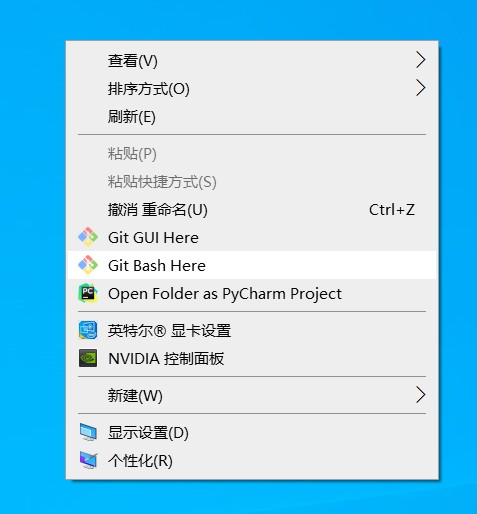 查看(V)
排序方式(O)
刷新(E)
粘贴(P)
粘贴快捷方式(S)
撤消 重命名(U) Ctrl+Z
Git GUI Here
Git Bash Here
PC Open Folder as PyCharm Project
英特尔® 显卡设置
NVIDIA 控制面板
新建(W)
显示设置(D)
个性化(R)